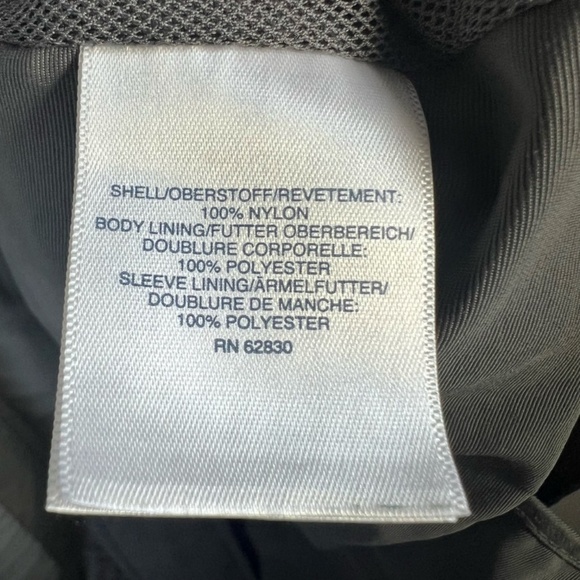 SHELL/OBERSTOFF/REVETEMENT:
100% NYLON
BODY LINING/FUTTER OBERBEREICH/
DOUBLURE CORPORELLE:
100% POLYESTER
SLEEVE LINING/ÄRMELFUTTER/
DOUBLURE DE MANCHE:
100% POLYESTER
RN 62830